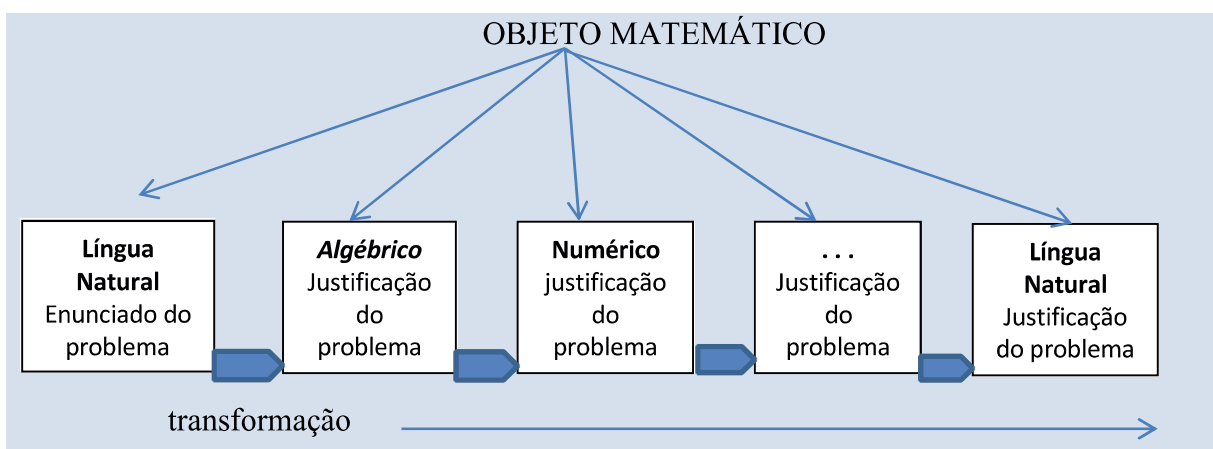 OBJETO MATEMÁTICO
Língua
Natural
Enunciado do
problema
Algébrico
Justificação
do
problema
Numérico
justificação
do
problema
. . .
Justificação
do
problema
Língua
Natural
Justificação
do problema
transformação